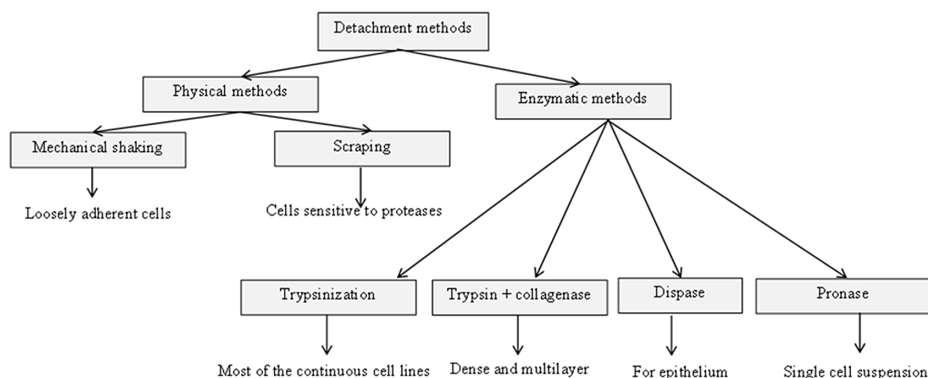 Detachment methods
Physical methods
Enzymatic methods
Mechanical shaking
Scraping
Loosely adherent cells
Cells sensitive to proteases
Trypsinization
Trypsin + collagenase
Dispase
Pronase
Most of the continuous cell lines
Dense and multilayer
For epithelium
Single cell suspension